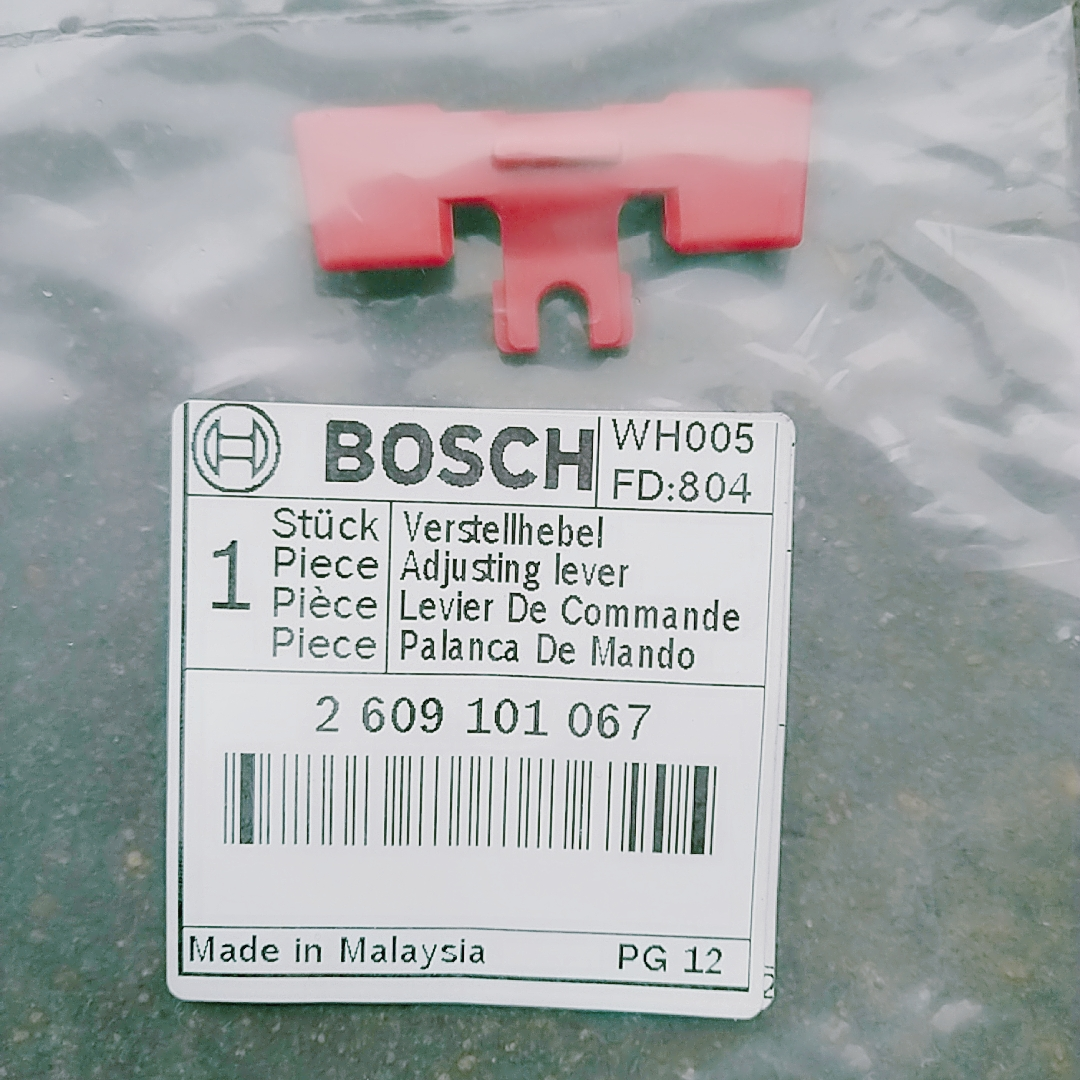 BOSCH
WH005
FD:804
1
Stück
Piece
Pièce
Piece
Verstellhebel
Adjusting lever
Levier De Commande
Palanca De Mando
2 609 101 067
Made in Malaysia
PG 12